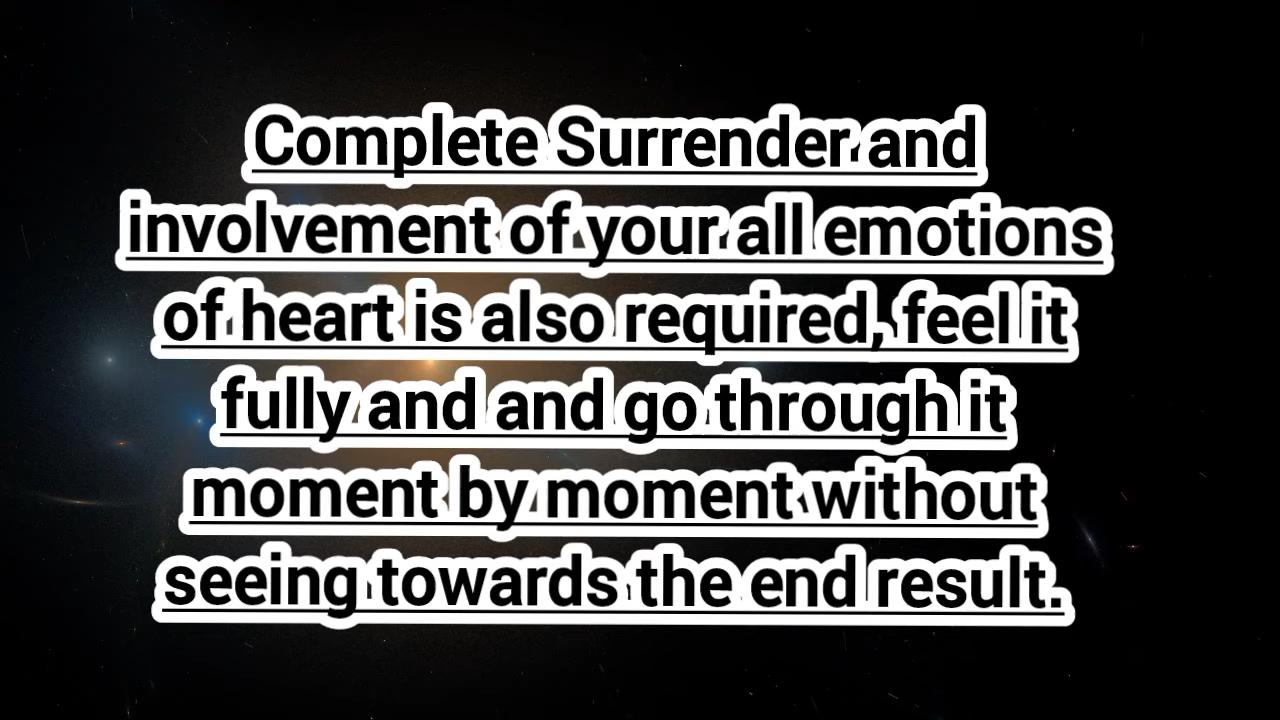 Complete Surrender and
involvement of your all emotions
of heart is also required, feel it
fully and and go through it
moment by moment without
seeing towards the end result.